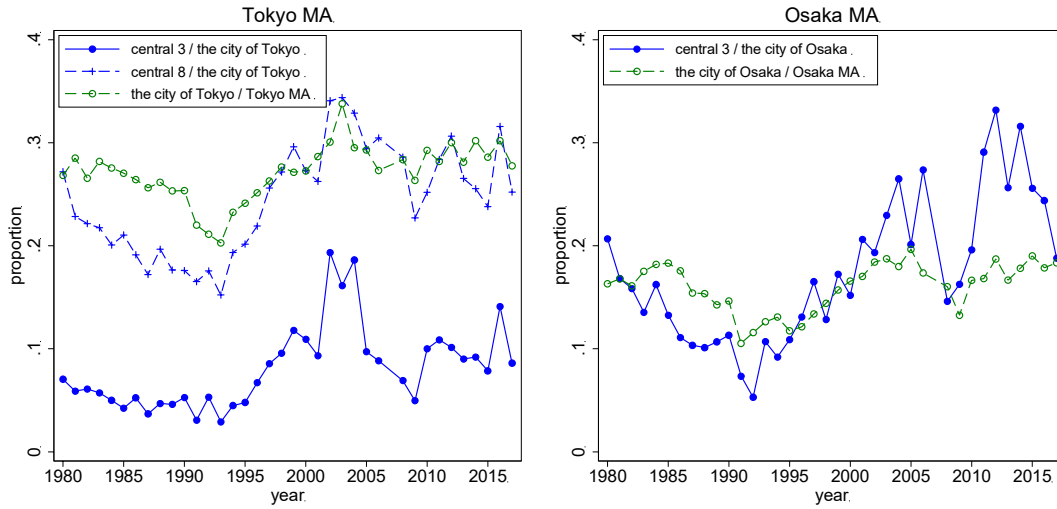 Tokyo MA.
central 3 / the city of Tokyo .
central 8 / the city of Tokyo .
the city of Tokyo / Tokyo MA .
proportion
.4.
.3.
.2.
.1.
0.
1980 1985 1990 1995 2000 2005 2010 2015.
year.
Osaka MA.
central 3 / the city of Osaka .
the city of Osaka / Osaka MA .
proportion
.4.
.3.
.2.
.1.
0.
1980 1985 1990 1995 2000 2005 2010 2015.
year.